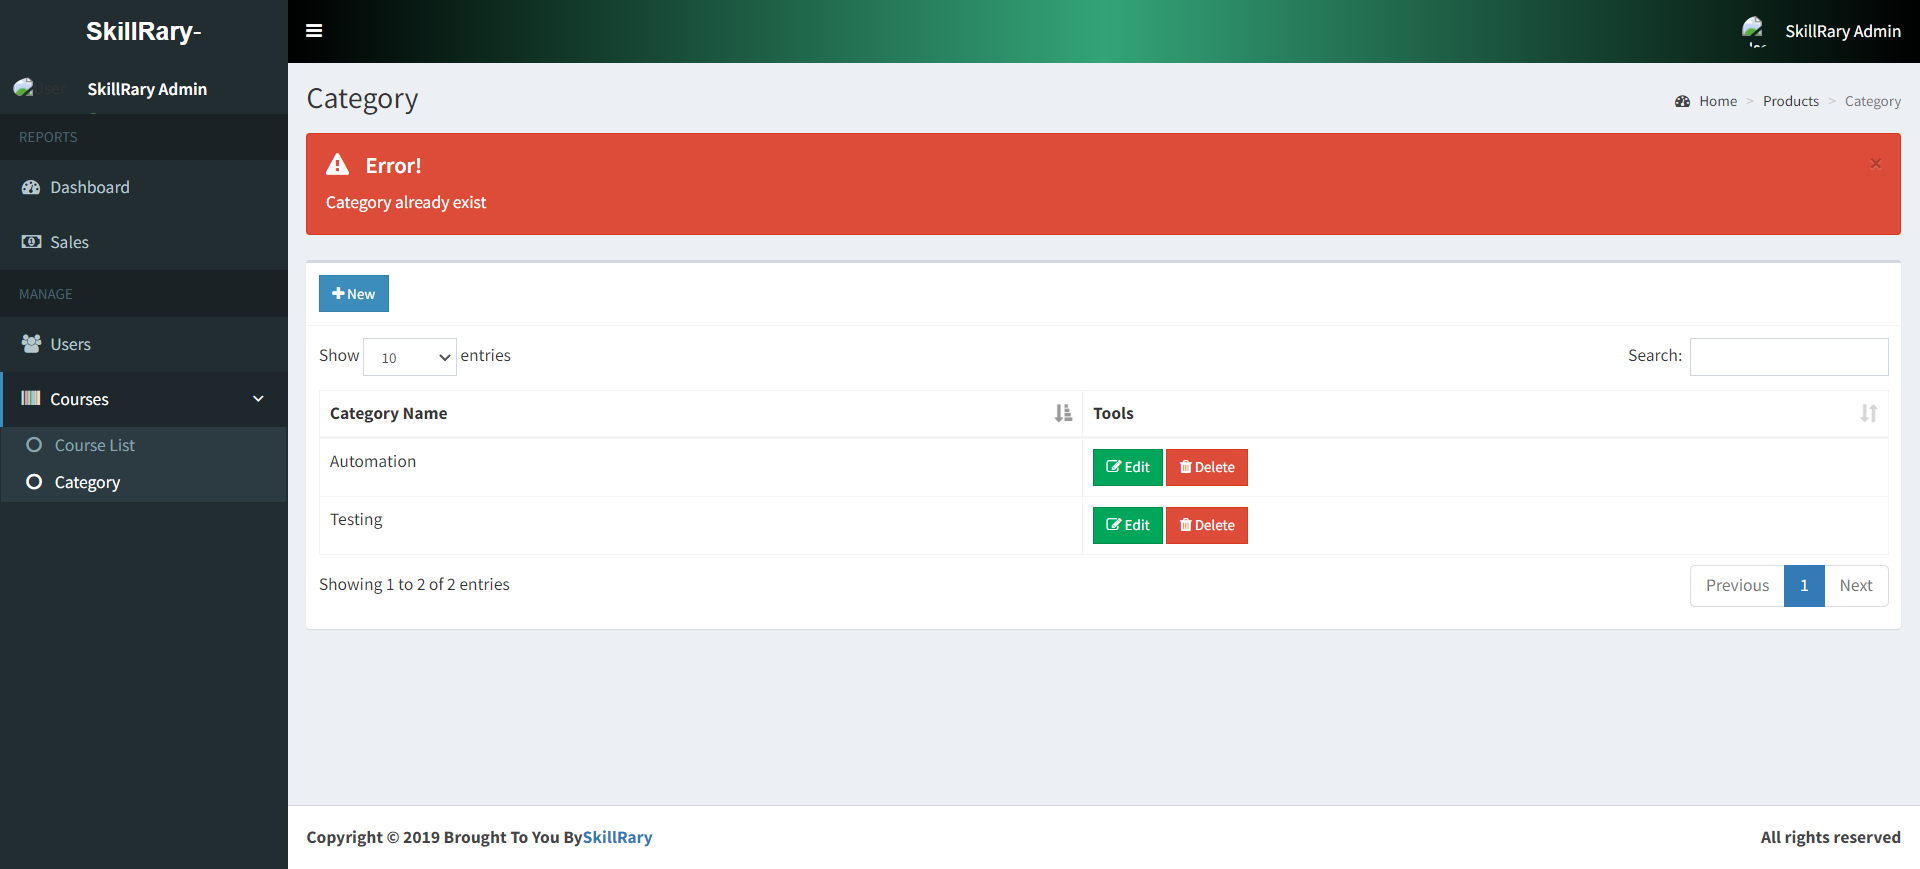 SkillRary-
SkillRary Admin
User
SkillRary Admin
REPORTS
Dashboard
Sales
MANAGE
Users
Courses
Course List
Category
Category
Home > Products > Category
Error!
×
Category already exist
New
Show 10 entries
Search:
Category Name
Tools
Automation
Edit
Delete
Testing
Edit
Delete
Showing 1 to 2 of 2 entries
Previous
1
Next
Copyright © 2019 Brought To You BySkillRary
All rights reserved